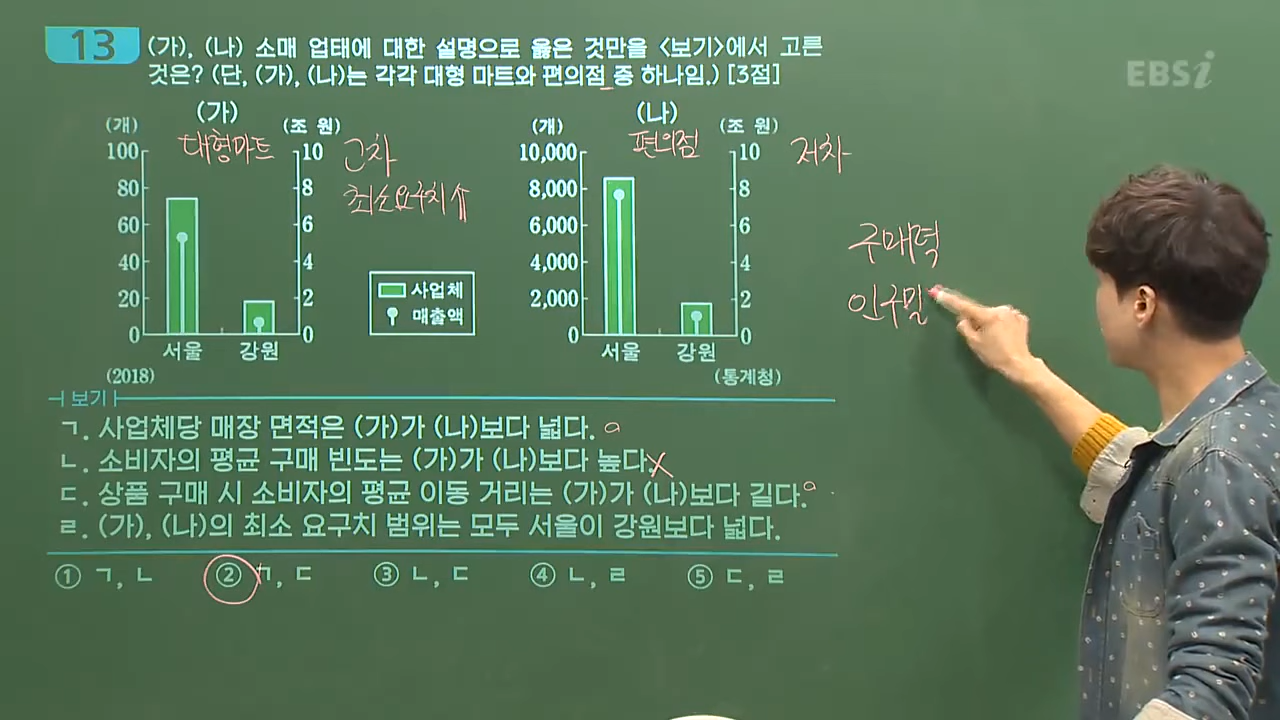 13 (가), (나) 소매 업태에 대한 설명으로 옳은 것만을 <보기>에서 고른
것은? (단, (가), (나)는 각각 대형 마트와 편의점 중 하나임.) [3점]
EBSi
(가)
(개) (조 원)
대형마트
고차
최소요구치↑
100 10
80 8
60 6
40 4
20 2
0 0
서울 강원
(2018)
사업체
매출액
(나)
(개) (조 원)
편의점
저차
10,000 10
8,000 8
6,000 6
4,000 4
2,000 2
0 0
서울 강원
(통계청)
구매력
인구밀
보기
ㄱ. 사업체당 매장 면적은 (가)가 (나)보다 넓다. o
ㄴ. 소비자의 평균 구매 빈도는 (가)가 (나)보다 높다. X
ㄷ. 상품 구매 시 소비자의 평균 이동 거리는 (가)가 (나)보다 길다. o
ㄹ. (가), (나)의 최소 요구치 범위는 모두 서울이 강원보다 넓다.
① ㄱ, ㄴ ② ㄱ, ㄷ ③ ㄴ, ㄷ ④ ㄴ, ㄹ ⑤ ㄷ, ㄹ